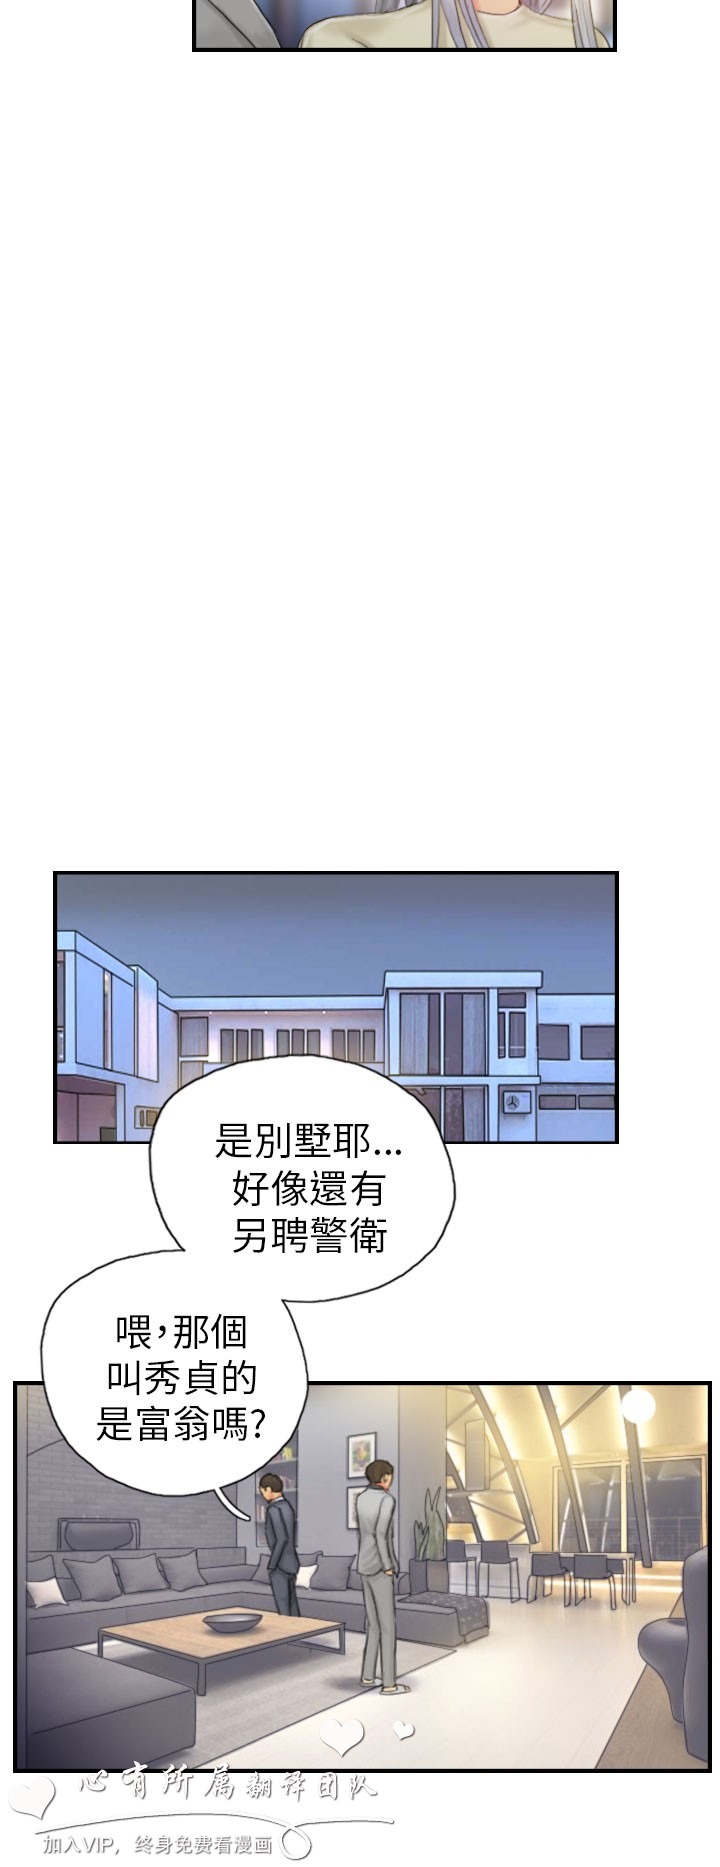 是別墅耶...
好像還有
另聘警衛
喂，那個
叫秀貞的
是富翁嗎?
心有所属翻译团队
加入VIP，终身免费看漫画